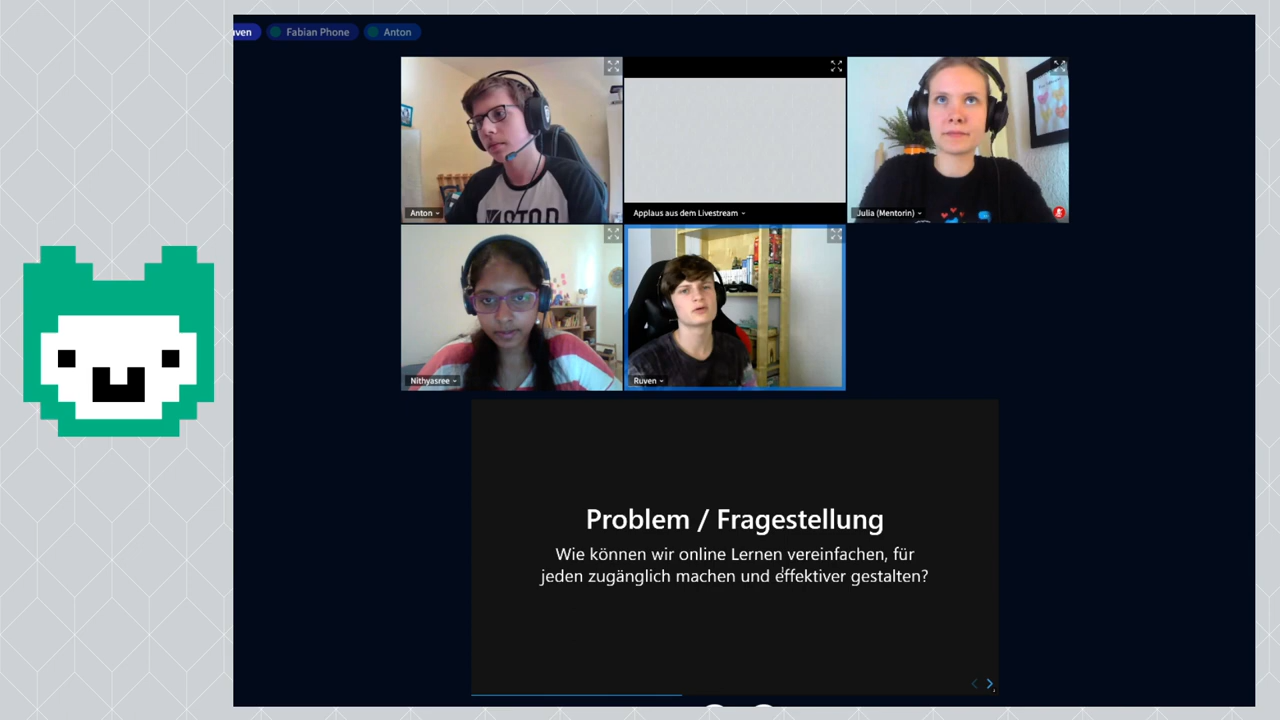 uven
Fabian Phone
Anton
Anton
Applaus aus dem Livestream
Julia (Mentorin)
Nithyasree
Ruven
Problem / Fragestellung
Wie können wir online Lernen vereinfachen, für
jeden zugänglich machen und effektiver gestalten?